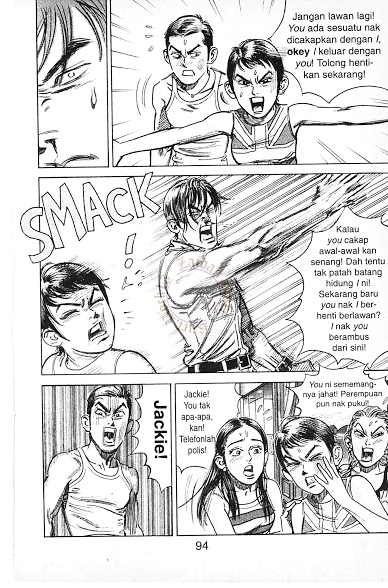 Jangan lawan lagi!
You ada sesuatu nak
dicakapkan dengan I,
okey I keluar dengan
you! Tolong henti-
kan sekarang!
SMACK
!○!
Kalau
you cakap
awal-awal kan
senang! Dah tentu
tak patah batang
hidung I ni!
Sekarang baru
you nak I ber-
henti berlawan?
I nak you
berambus
dari sini!
Jackie!
Jackie!
You tak
apa-apa,
kan!
Telefonlah
polis!
You ni sememang-
nya jahat! Perempuan
pun nak pukul!
94